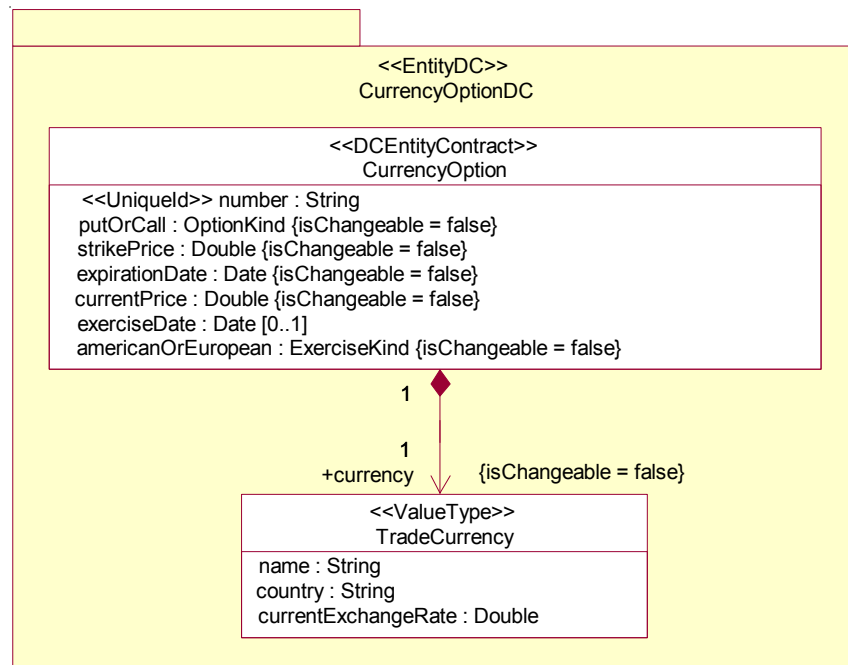 <<EntityDC>>
CurrencyOptionDC
<<DCEntityContract>>
CurrencyOption
<<UniqueId>> number : String
putOrCall : OptionKind {isChangeable = false}
strikePrice : Double {isChangeable = false}
expirationDate : Date {isChangeable = false}
currentPrice : Double {isChangeable = false}
exerciseDate : Date [0..1]
americanOrEuropean : ExerciseKind {isChangeable = false}
1
1
+currency {isChangeable = false}
<<ValueType>>
TradeCurrency
name : String
country : String
currentExchangeRate : Double